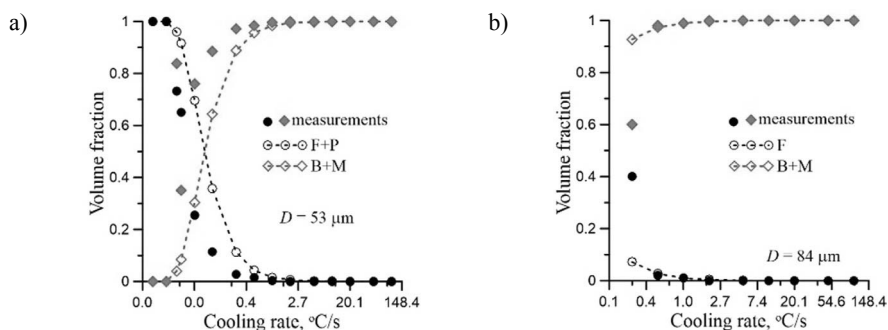 a)
1
0.8
0.6
0.4
0.2
0
Volume fraction
measurements
F+P
B+M
D = 53 μm
0.0 0.0 0.4 2.7 20.1 148.4
Cooling rate, °C/s
b)
1
0.8
0.6
0.4
0.2
0
Volume fraction
measurements
F
B+M
D = 84 μm
0.1 0.4 1.0 2.7 7.4 20.1 54.6 148.4
Cooling rate, °C/s